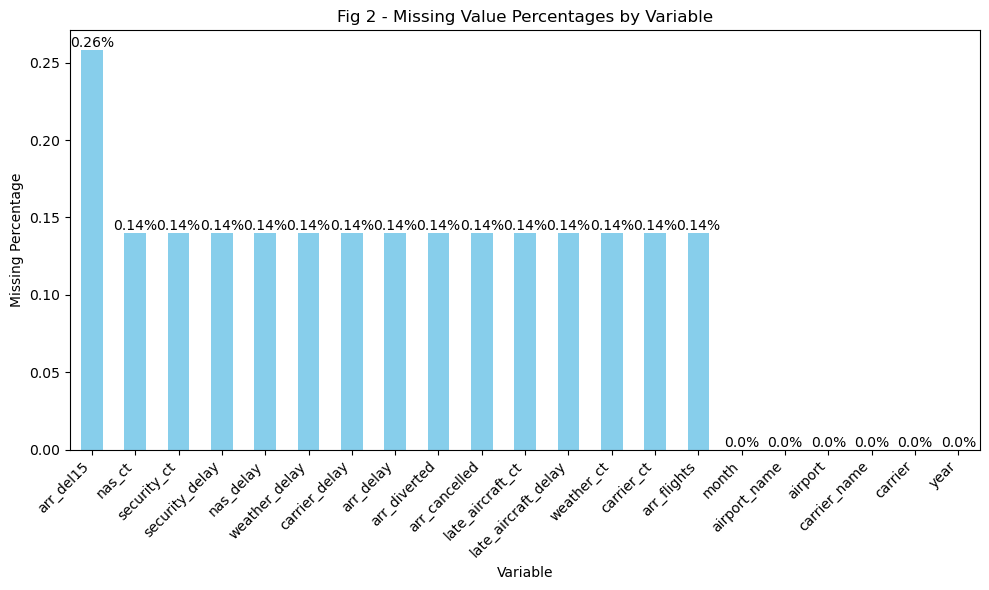 Fig 2 - Missing Value Percentages by Variable
0.26%
0.25
0.20
0.15
0.14% 0.14% 0.14% 0.14% 0.14% 0.14% 0.14% 0.14% 0.14% 0.14% 0.14% 0.14% 0.14% 0.14%
Missing Percentage
0.10
0.05
0.00
0.0% 0.0% 0.0% 0.0% 0.0% 0.0%
arr_del15
nas_ct
security_ct
security_delay
nas_delay
weather_delay
carrier_delay
arr_delay
arr_diverted
arr_cancelled
late_aircraft_ct
late_aircraft_delay
weather_ct
carrier_ct
arr_flights
month
airport_name
airport
carrier_name
carrier
year
Variable